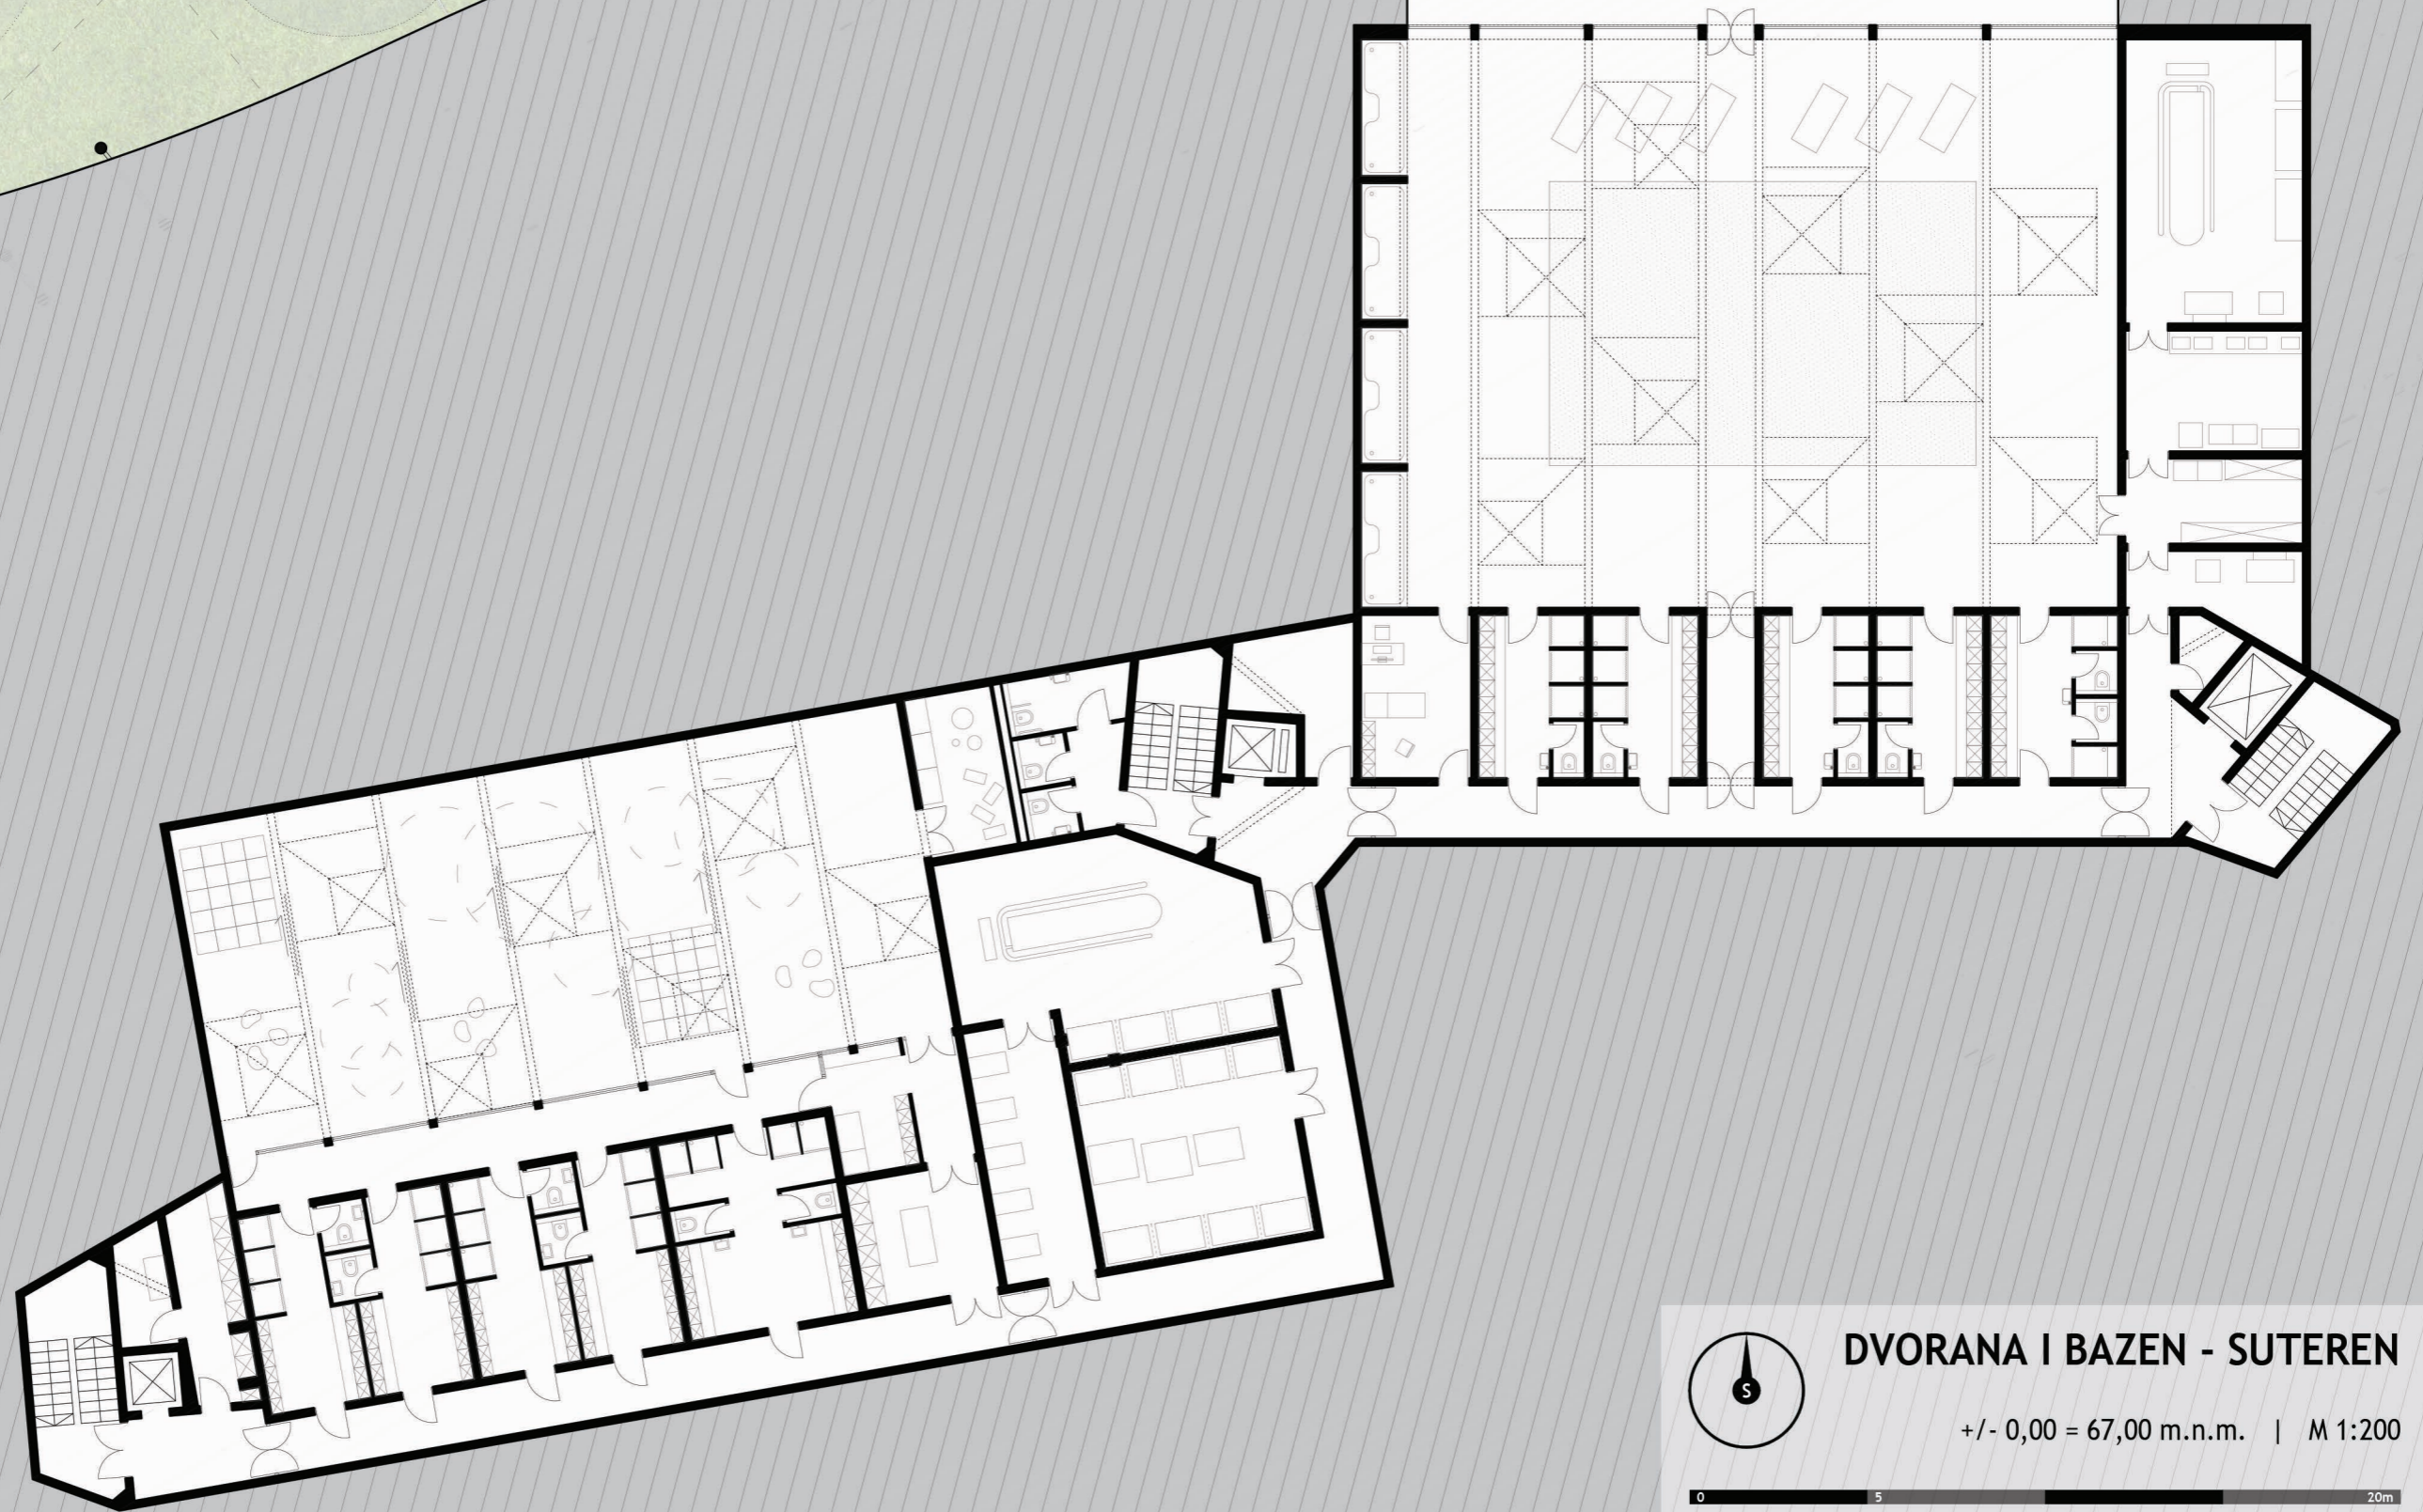 DVORANA I BAZEN - SUTEREN
S
+/- 0,00 = 67,00 m.n.m. | M 1:200
0 5 20m